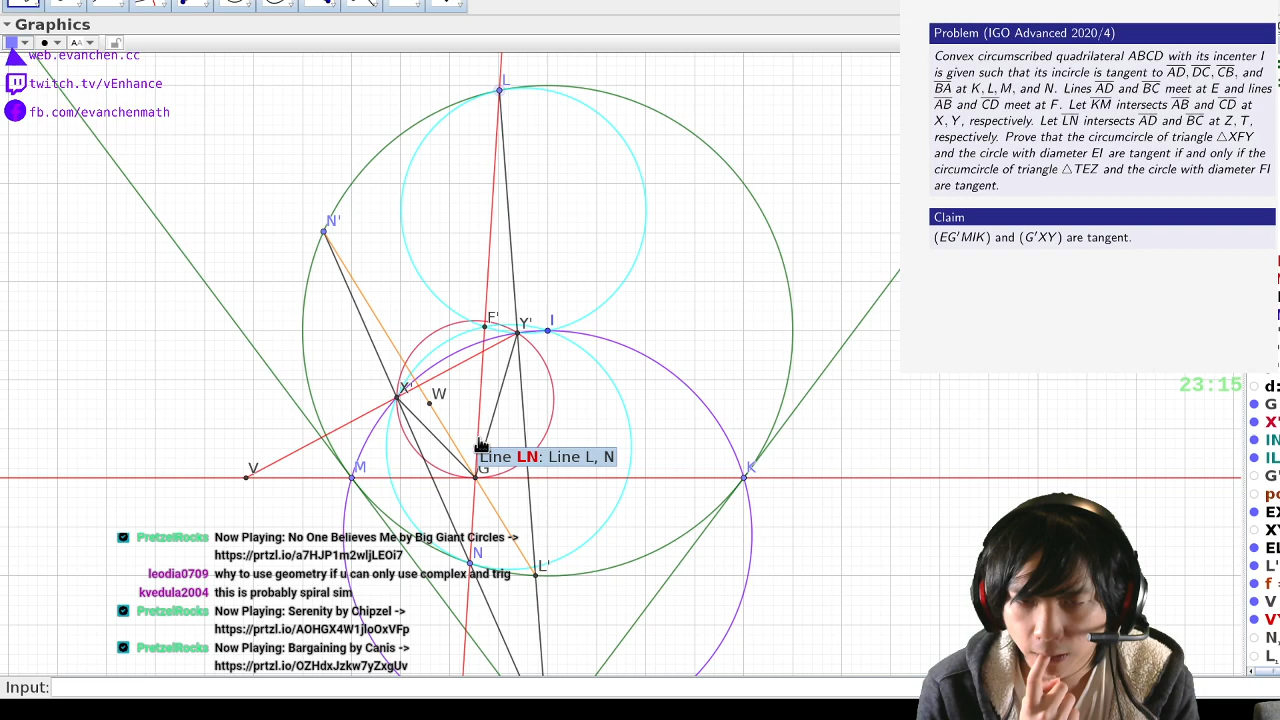 Graphics
AA
web.evanchen.cc
twitch.tv/vEnhance
fb.com/evanchenmath
Problem (IGO Advanced 2020/4)
Convex circumscribed quadrilateral ABCD with its incenter I
is given such that its incircle is tangent to AD, DC, CB, and
BA at K, L, M, and N. Lines AD and BC meet at E and lines
AB and CD meet at F. Let KM intersects AB and CD at
X, Y, respectively. Let LN intersects AD and BC at Z, T,
respectively. Prove that the circumcircle of triangle △XFY
and the circle with diameter EI are tangent if and only if the
circumcircle of triangle △TEZ and the circle with diameter FI
are tangent.
Claim
(EG'MIK) and (G'XY) are tangent.
L
N'
F'
Y'
I
X'
W
G
Line LN: Line L, N
V
M
K
N
L'
23:15
d:
G
X'
IN
IL
G'
po
EX
X'
EL
L'
f =
V
VY
N,
L,
PretzelRocks Now Playing: No One Believes Me by Big Giant Circles ->
https://prtzl.io/a7HJP1m2wljLEOi7
leodia0709 why to use geometry if u can only use complex and trig
kvedula2004 this is probably spiral sim
PretzelRocks Now Playing: Serenity by Chipzel ->
https://prtzl.io/AOHGX4W1jloOxVFp
PretzelRocks Now Playing: Bargaining by Canis ->
https://prtzl.io/OZHdxJzkw7yZxgUv
Input: